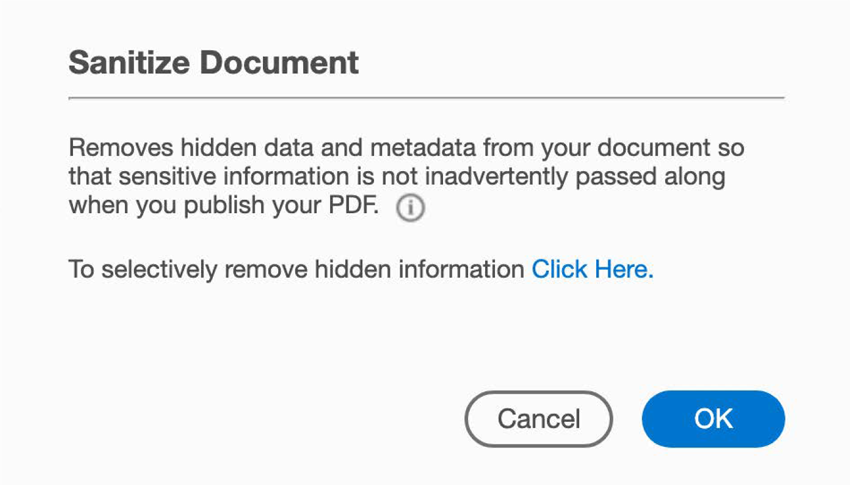 Sanitize Document
Removes hidden data and metadata from your document so
that sensitive information is not inadvertently passed along
when you publish your PDF.
To selectively remove hidden information Click Here.
Cancel
OK